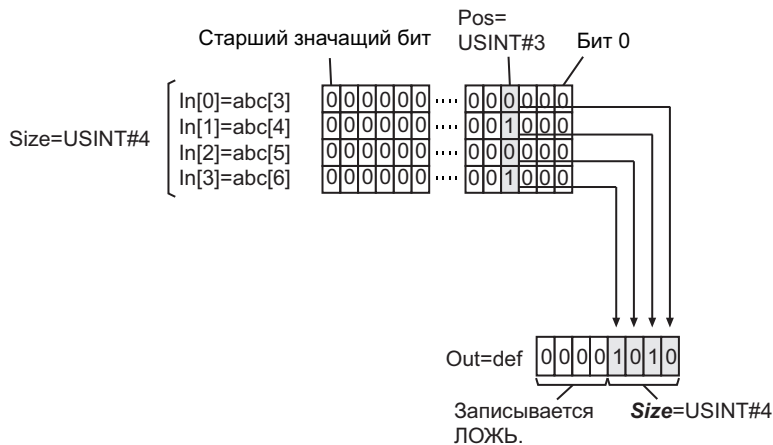 Pos=
USINT#3
Старший значащий бит
Бит 0
Size=USINT#4
In[0]=abc[3] 0 0 0 0 0 0 ···· 0 0 0 0 0 0
In[1]=abc[4] 0 0 0 0 0 0 ···· 0 0 1 0 0 0
In[2]=abc[5] 0 0 0 0 0 0 ···· 0 0 0 0 0 0
In[3]=abc[6] 0 0 0 0 0 0 ···· 0 0 1 0 0 0
Out=def 0 0 0 0 1 0 1 0
Записывается
ЛОЖЬ.
Size=USINT#4